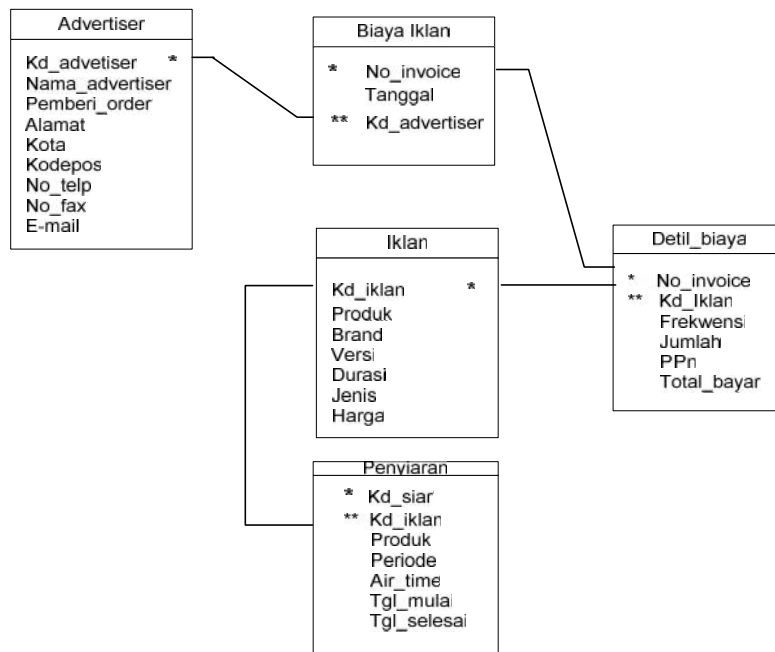 Advertiser
Kd_advetiser *
Nama_advertiser
Pemberi_order
Alamat
Kota
Kodepos
No_telp
No_fax
E-mail
Biaya Iklan
* No_invoice
Tanggal
** Kd_advertiser
Iklan
Kd_iklan *
Produk
Brand
Versi
Durasi
Jenis
Harga
Detil_biaya
* No_invoice
** Kd_Iklan
Frekwensi
Jumlah
PPn
Total_bayar
Penyiaran
* Kd_siar
** Kd_iklan
Produk
Periode
Air_time
Tgl_mulai
Tgl_selesai